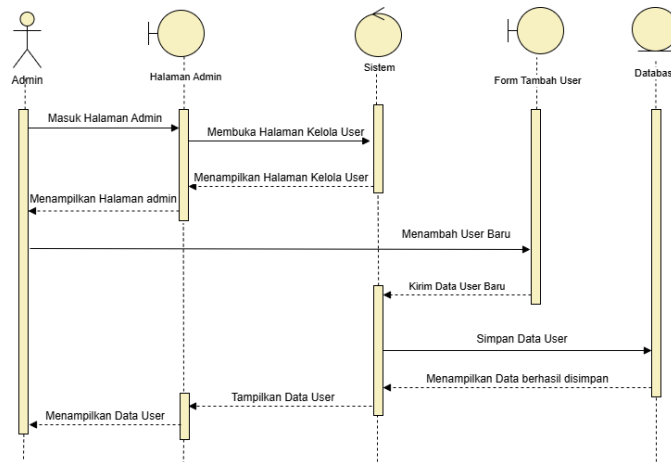 Admin
Halaman Admin
Sistem
Form Tambah User
Databas
Masuk Halaman Admin
Membuka Halaman Kelola User
Menampilkan Halaman Kelola User
Menampilkan Halaman admin
Menambah User Baru
Kirim Data User Baru
Simpan Data User
Menampilkan Data berhasil disimpan
Tampilkan Data User
Menampilkan Data User